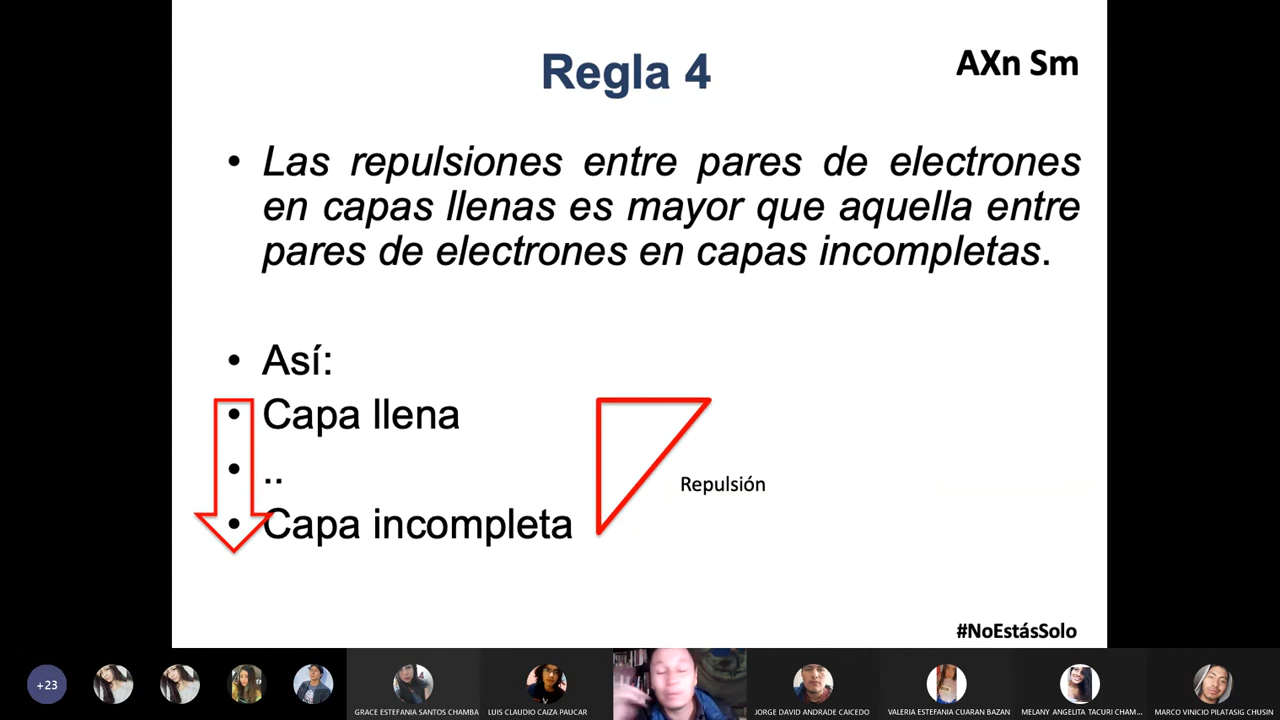 Regla 4
AXn Sm
• Las repulsiones entre pares de electrones
en capas llenas es mayor que aquella entre
pares de electrones en capas incompletas.
• Así:
• Capa llena
• ..
• Capa incompleta
Repulsión
#NoEstásSolo
+23
GRACE ESTEFANIA SANTOS CHAMBA
LUIS CLAUDIO CAIZA PAUCAR
JORGE DAVID ANDRADE CAICEDO
VALERIA ESTEFANIA CUARAN BAZAN
MELANY ANGELITA TACURI CHAM...
MARCO VINICIO PILATASIG CHUSIN